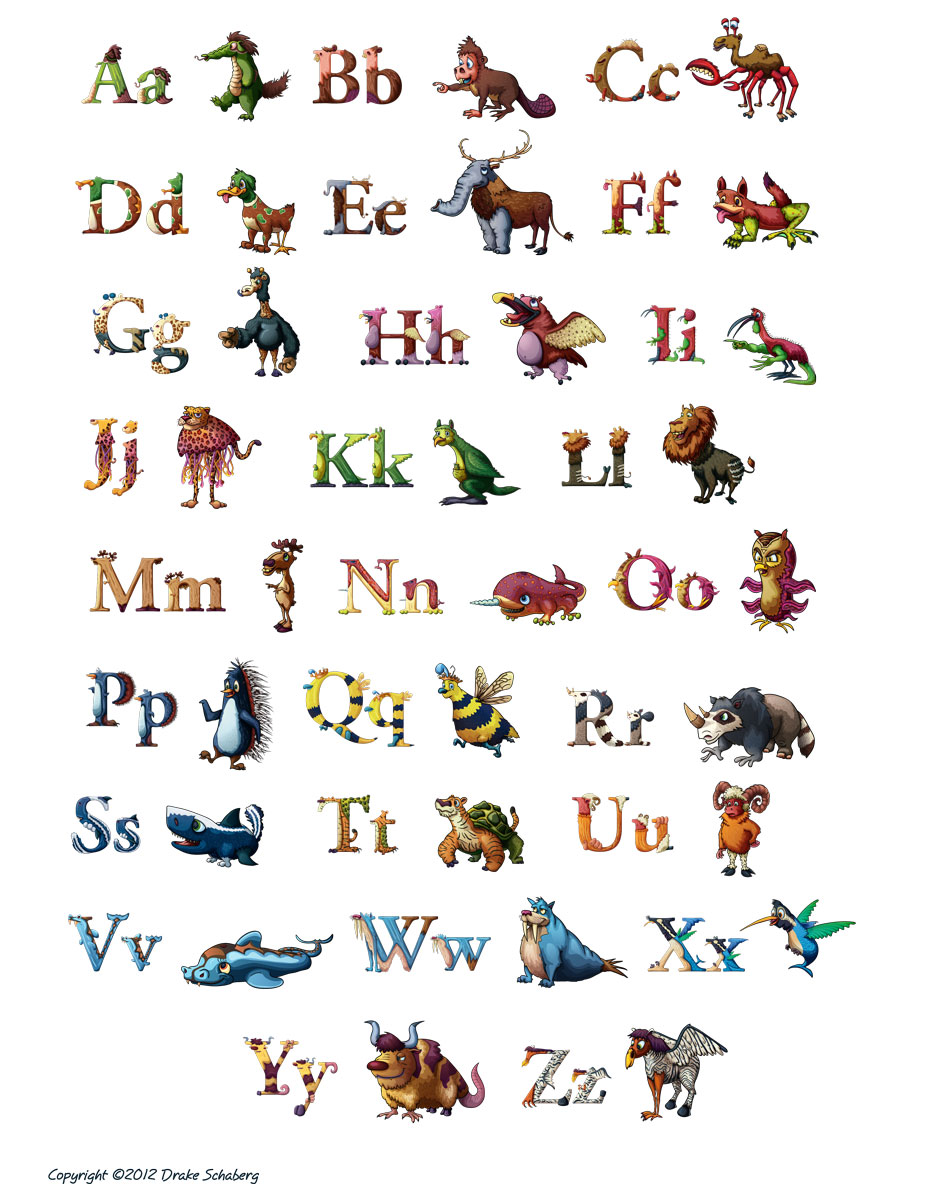 Aa Bb Cc
Dd Ee Ff
Gg Hh Ii
Jj Kk Ll
Mm Nn Oo
Pp Qq Rr
Ss Tt Uu
Vv Ww Xx
Yy Zz
Copyright ©2012 Drake Schaberg